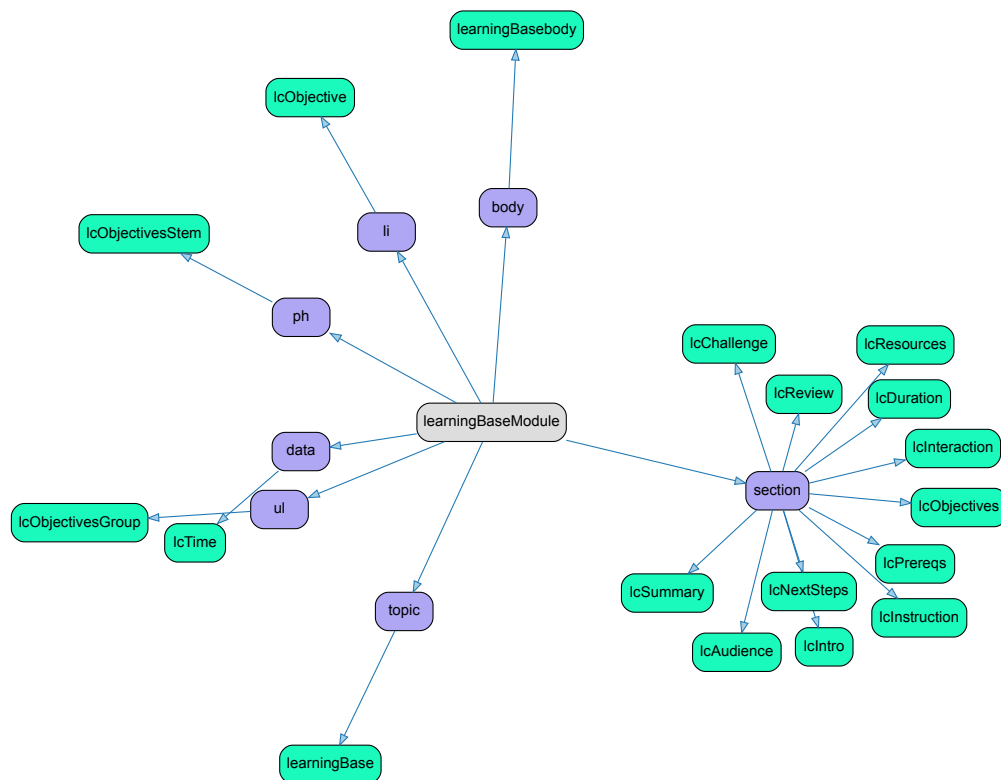 learningBasebody
lcObjective
body
li
lcObjectivesStem
ph
lcChallenge
lcResources
lcReview
lcDuration
learningBaseModule
data
lcInteraction
section
ul
lcObjectives
lcObjectivesGroup
lcTime
lcPrereqs
lcSummary
lcNextSteps
topic
lcInstruction
lcAudience
lcIntro
learningBase